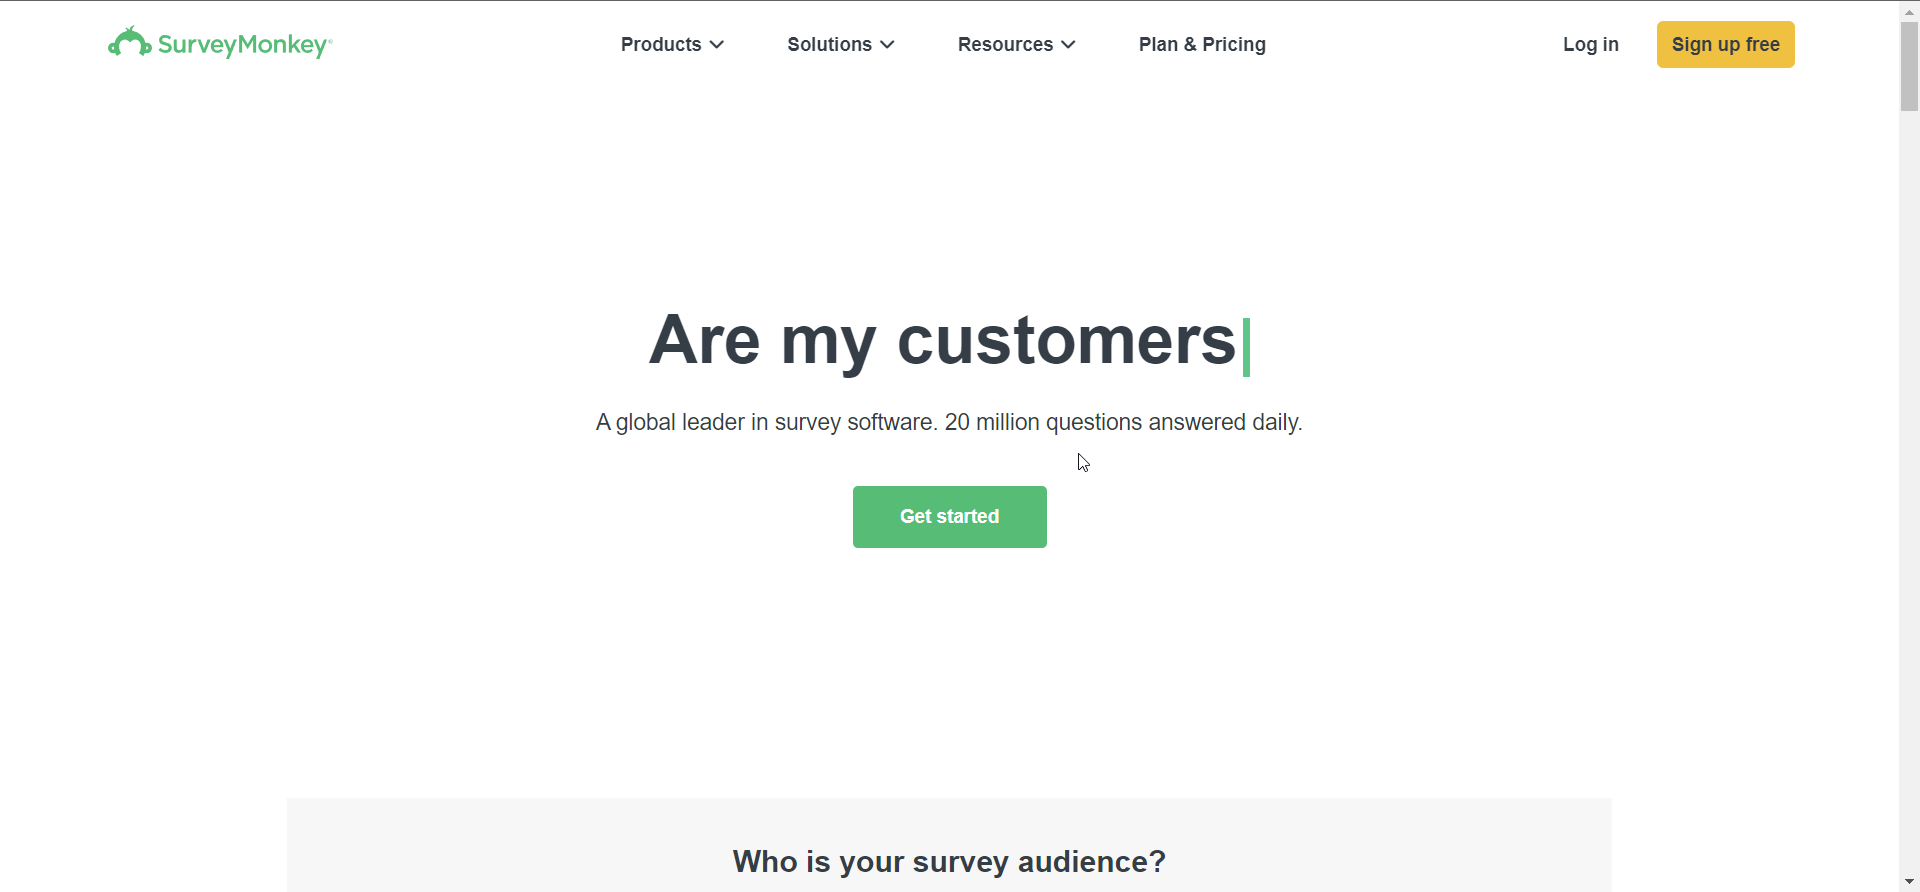 SurveyMonkey®
Products
Solutions
Resources
Plan & Pricing
Log in
Sign up free
Are my customers
A global leader in survey software. 20 million questions answered daily.
Get started
Who is your survey audience?